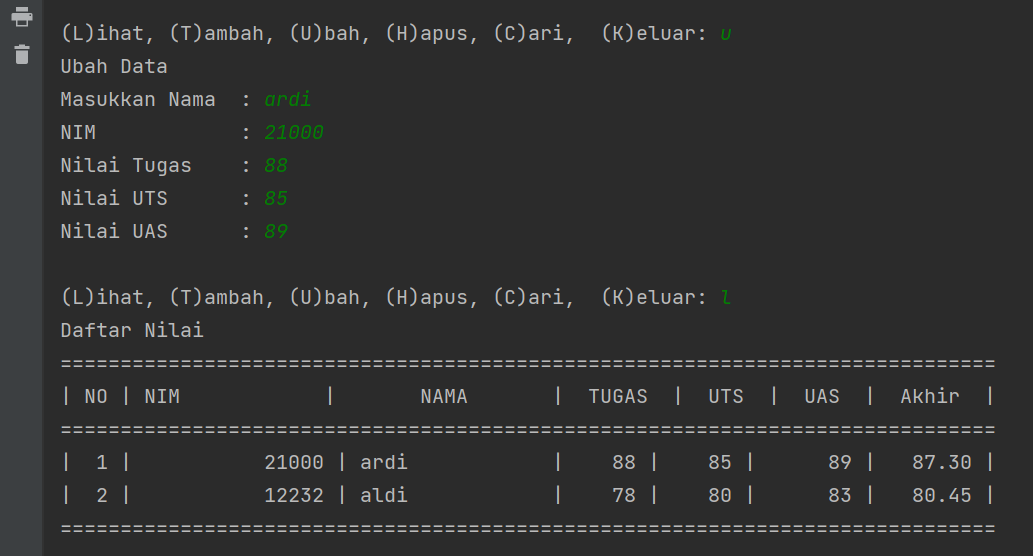 (L)ihat, (T)ambah, (U)bah, (H)apus, (C)ari,  (K)eluar: u
Ubah Data
Masukkan Nama  : ardi
NIM            : 21000
Nilai Tugas    : 88
Nilai UTS      : 85
Nilai UAS      : 89

(L)ihat, (T)ambah, (U)bah, (H)apus, (C)ari,  (K)eluar: l
Daftar Nilai
==============================================================================
| NO | NIM            |       NAMA       |  TUGAS  |  UTS  |  UAS  |  Akhir  |
==============================================================================
|  1 |           21000 | ardi            |    88 |    85 |      89 |   87.30 |
|  2 |           12232 | aldi            |    78 |    80 |      83 |   80.45 |
==============================================================================